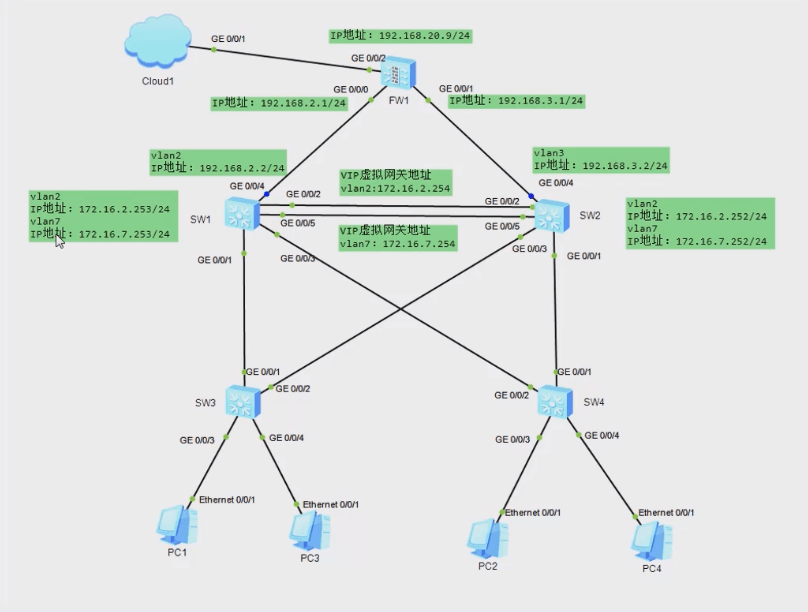 IP地址: 192.168.20.9/24
GE 0/0/1
GE 0/0/2
Cloud1
FW1
GE 0/0/0
GE 0/0/1
IP地址: 192.168.2.1/24
IP地址: 192.168.3.1/24
vlan2
IP地址: 192.168.2.2/24
vlan3
IP地址: 192.168.3.2/24
VIP虚拟网关地址
vlan2:172.16.2.254
GE 0/0/4
GE 0/0/2
GE 0/0/2
GE 0/0/4
vlan2
IP地址: 172.16.2.253/24
vlan7
IP地址: 172.16.7.253/24
SW1
GE 0/0/5
GE 0/0/5
SW2
vlan2
IP地址: 172.16.2.252/24
vlan7
IP地址: 172.16.7.252/24
VIP虚拟网关地址
vlan7: 172.16.7.254
GE 0/0/1
GE 0/0/3
GE 0/0/3
GE 0/0/1
GE 0/0/1
GE 0/0/2
SW3
GE 0/0/1
GE 0/0/2
SW4
GE 0/0/3
GE 0/0/4
GE 0/0/3
GE 0/0/4
Ethernet 0/0/1
Ethernet 0/0/1
Ethernet 0/0/1
Ethernet 0/0/1
PC1
PC3
PC2
PC4